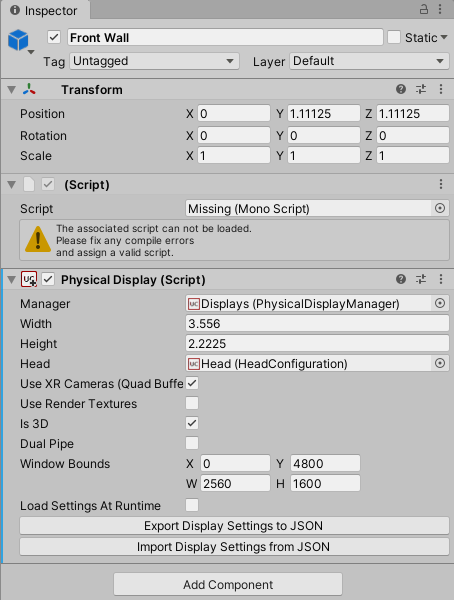 Inspector
Front Wall
Static
Tag Untagged Layer Default
Transform
Position X 0 Y 1.11125 Z 1.11125
Rotation X 0 Y 0 Z 0
Scale X 1 Y 1 Z 1
(Script)
Script Missing (Mono Script)
The associated script can not be loaded.
Please fix any compile errors
and assign a valid script.
UC Physical Display (Script)
Manager UC Displays (PhysicalDisplayManager)
Width 3.556
Height 2.2225
Head UC Head (HeadConfiguration)
Use XR Cameras (Quad Buffe
Use Render Textures
Is 3D
Dual Pipe
Window Bounds X 0 Y 4800
W 2560 H 1600
Load Settings At Runtime
Export Display Settings to JSON
Import Display Settings from JSON
Add Component